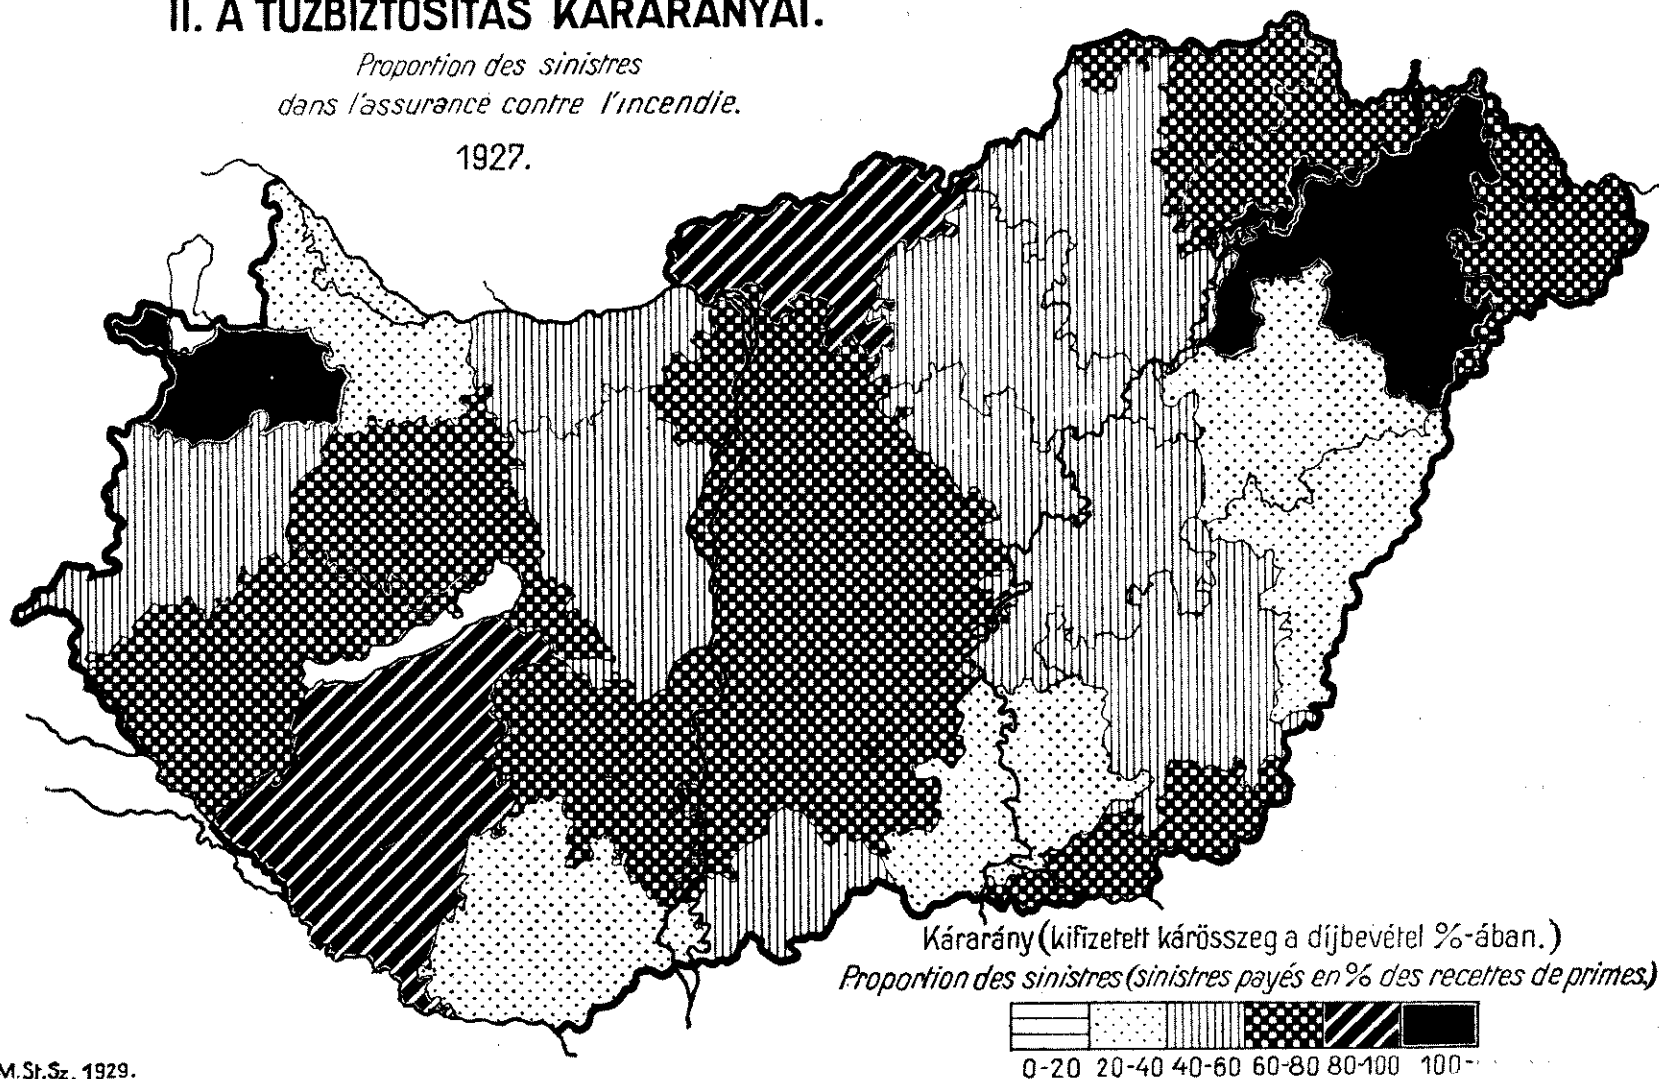 II. A TŰZBIZTOSÍTÁS KÁRARÁNYAI.
Proportion des sinistres
dans l'assurance contre l'incendie.
1927.
Kárarány (kifizetett kárösszeg a díjbevétel %-ában.)
Proportion des sinistres (sinistres payés en % des recettes de primes.)
0-20 20-40 40-60 60-80 80-100 100-
M.St.Sz. 1929.